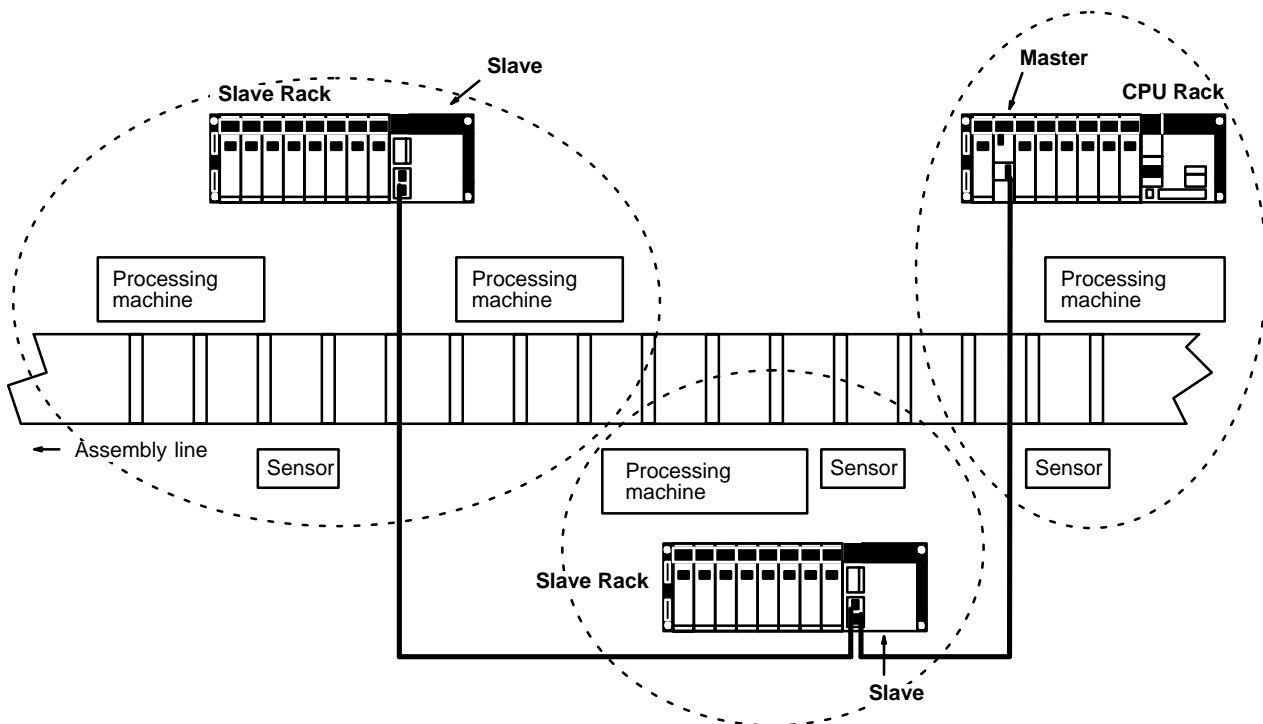 Slave
Master
Slave Rack
CPU Rack
Processing
machine
Processing
machine
Processing
machine
Assembly line
Sensor
Processing
machine
Sensor
Sensor
Slave Rack
Slave